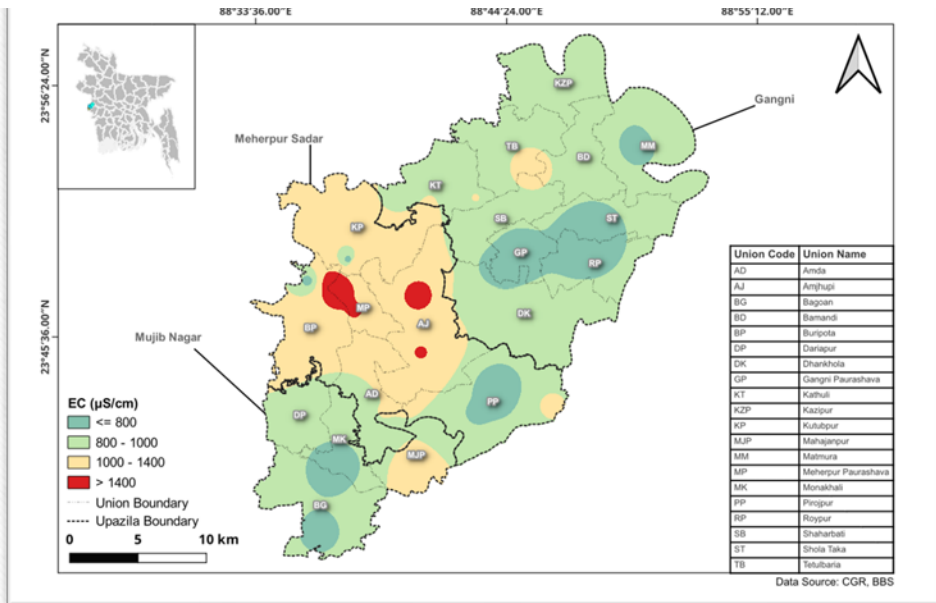 88°33'36.00"E 88°44'24.00"E 88°55'12.00"E
23°56'24.00"N
23°45'36.00"N
Gangni
Meherpur Sadar
Mujib Nagar
KZP
TB
BD
MM
KT
KP
SB
ST
GP
RP
MP
BP
AJ
DK
AD
PP
DP
MK
MJP
BG
EC (µS/cm)
<= 800
800 - 1000
1000 - 1400
> 1400
Union Boundary
Upazila Boundary
0 5 10 km
Union Code Union Name
AD Amda
AJ Amjhupi
BG Bagoan
BD Bamandi
BP Buripota
DP Dariapur
DK Dhankhola
GP Gangni Paurashava
KT Kathuli
KZP Kazipur
KP Kutubpur
MJP Mahajanpur
MM Matmura
MP Meherpur Paurashava
MK Monakhali
PP Pirojpur
RP Roypur
SB Shaharbati
ST Shola Taka
TB Tetulbaria
Data Source: CGR, BBS